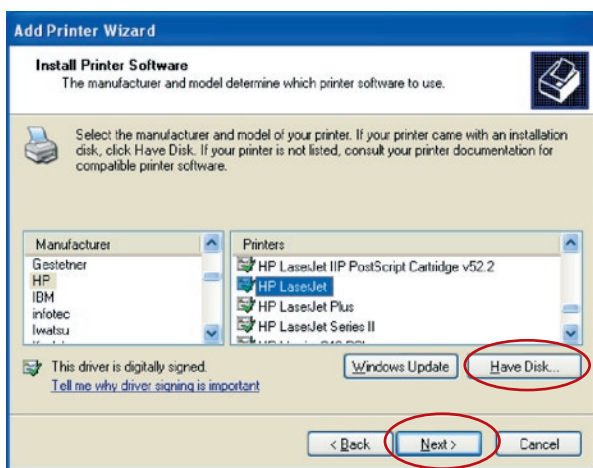 Add Printer Wizard
Install Printer Software
The manufacturer and model determine which printer software to use.
Select the manufacturer and model of your printer. If your printer came with an installation
disk, click Have Disk. If your printer is not listed, consult your printer documentation for
compatible printer software.
Manufacturer
Gestetner
HP
IBM
infotec
Iwatsu
Printers
HP LaserJet IIP PostScript Cartridge v52.2
HP LaserJet
HP LaserJet Plus
HP LaserJet Series II
This driver is digitally signed.
Tell me why driver signing is important
Windows Update
Have Disk...
< Back
Next >
Cancel